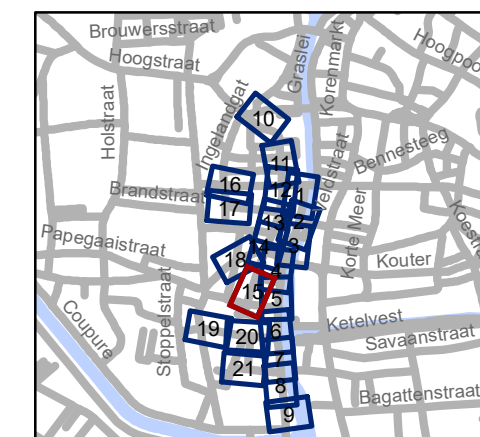 Brouwersstraat
Hoogstraat
Graslei
Korenmarkt
Hoogpoo
Holstraat
Ingelandgat
10
Bennesteeg
Veldstraat
11
16
12
1
Brandstraat
17
13
2
Korte Meer
Koestra
Papegaaistraat
14
3
18
Kouter
4
15
5
Coupure
Stoppelstraat
Ketelvest
19
20
6
Savaanstraat
21
7
8
Bagattenstraat
9